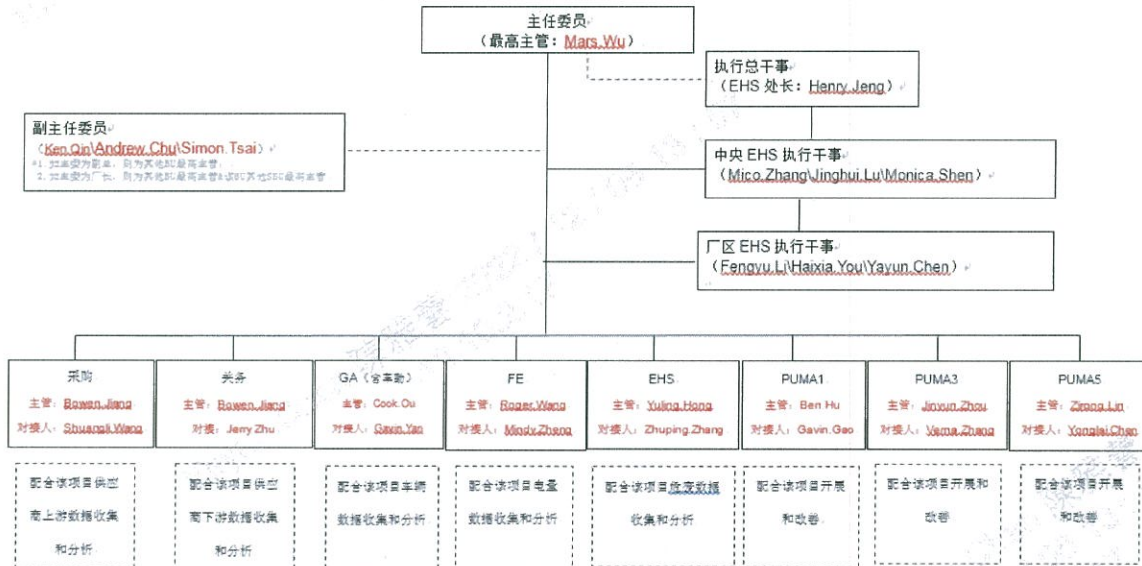 主任委员
(最高主管：Mars.Wu)
执行总干事
(EHS 处长：Henry.Jeng)
副主任委员
(Ken.Qin\Andrew.Chu\Simon.Tsai)
中央 EHS 执行干事
(Mico.Zhang\Jinghui.Lu\Monica.Shen)
厂区 EHS 执行干事
(Fengyu.Li\Haixia.You\Yayun.Chen)
采购
主管：Bowen.Jiang
对接人：Shuangli.Wang
关务
主管：Bowen.Jiang
对接：Jerry Zhu
GA（含车勤）
主管：Cook.Ou
对接人：Gavin.Yan
FE
主管：Roger.Wang
对接人：Mindy.Zheng
EHS
主管：Yuling.Hong
对接人：Zhuping.Zhang
PUMA1
主管：Ben Hu
对接人：Gavin.Gao
PUMA3
主管：Jinyun.Zhou
对接人：Verna.Zhang
PUMA5
主管：Zirong.Lin
对接人：Yonglai.Chen
配合该项目供应
商上游数据收集
和分析
配合该项目供应
商下游数据收集
和分析
配合该项目车辆
数据收集和分析
配合该项目电量
数据收集和分析
配合该项目废弃数据
收集和分析
配合该项目开展
和改善
配合该项目开展和
改善
配合该项目开展
和改善